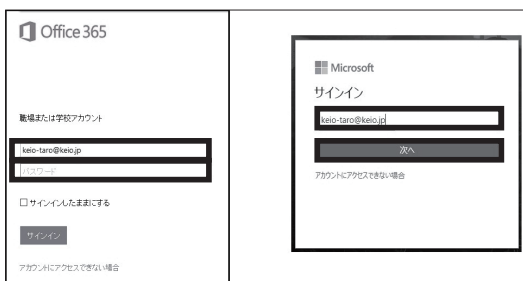 Office 365
職場または学校アカウント
keio-taro@keio.jp
パスワード
サインインしたままにする
サインイン
アカウントにアクセスできない場合
Microsoft
サインイン
keio-taro@keio.jp
次へ
アカウントにアクセスできない場合